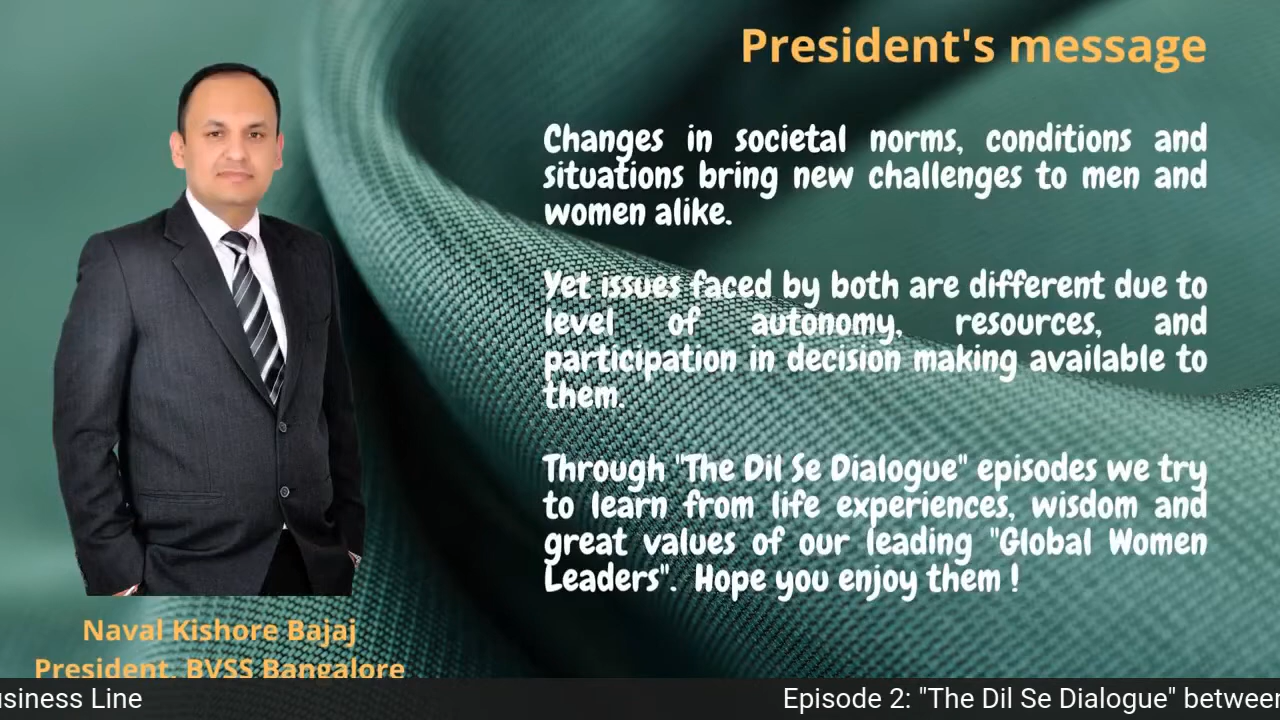 President's message
Changes in societal norms, conditions and
situations bring new challenges to men and
women alike.
Yet issues faced by both are different due to
level of autonomy, resources, and
participation in decision making available to
them.
Through "The Dil Se Dialogue" episodes we try
to learn from life experiences, wisdom and
great values of our leading "Global Women
Leaders". Hope you enjoy them !
Naval Kishore Bajaj
President, BVSS Bangalore
usiness Line
Episode 2: "The Dil Se Dialogue" between